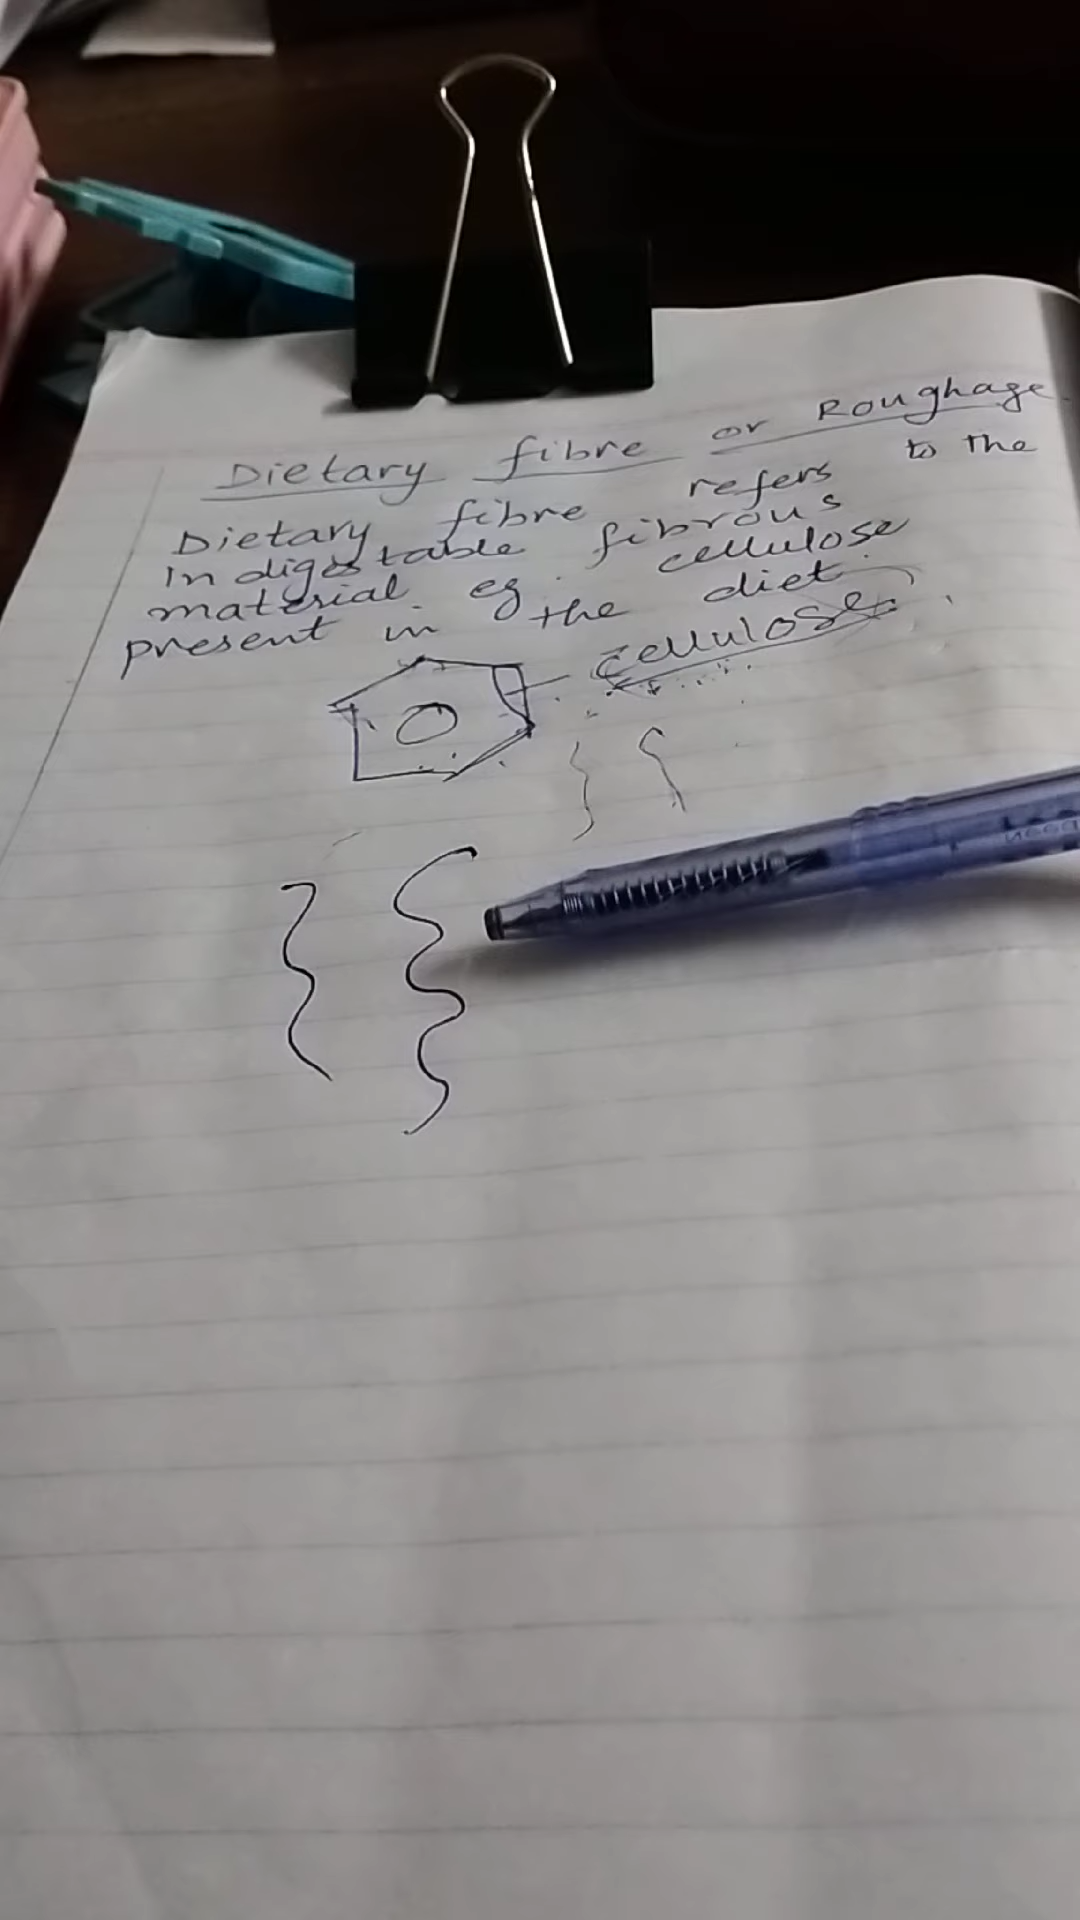 Dietary fibre or Roughage
Dietary fibre refers to the
indigestable fibrous
material eg. cellulose
present in the diet
cellulose